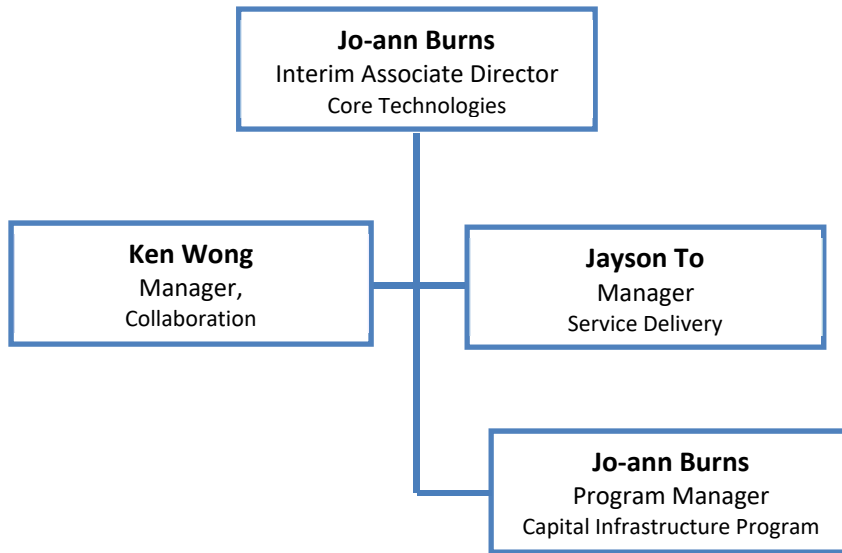 Jo-ann Burns
Interim Associate Director
Core Technologies
Ken Wong
Manager,
Collaboration
Jayson To
Manager
Service Delivery
Jo-ann Burns
Program Manager
Capital Infrastructure Program